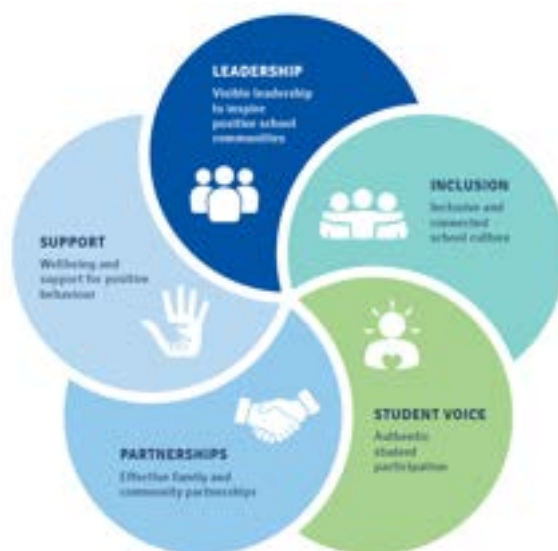 LEADERSHIP
Visible leadership
to inspire
positive school
communities
INCLUSION
Inclusive and
connected
school culture
STUDENT VOICE
Authentic
student
participation
PARTNERSHIPS
Effective family and
community partnerships
SUPPORT
Wellbeing and
support for positive
behaviour